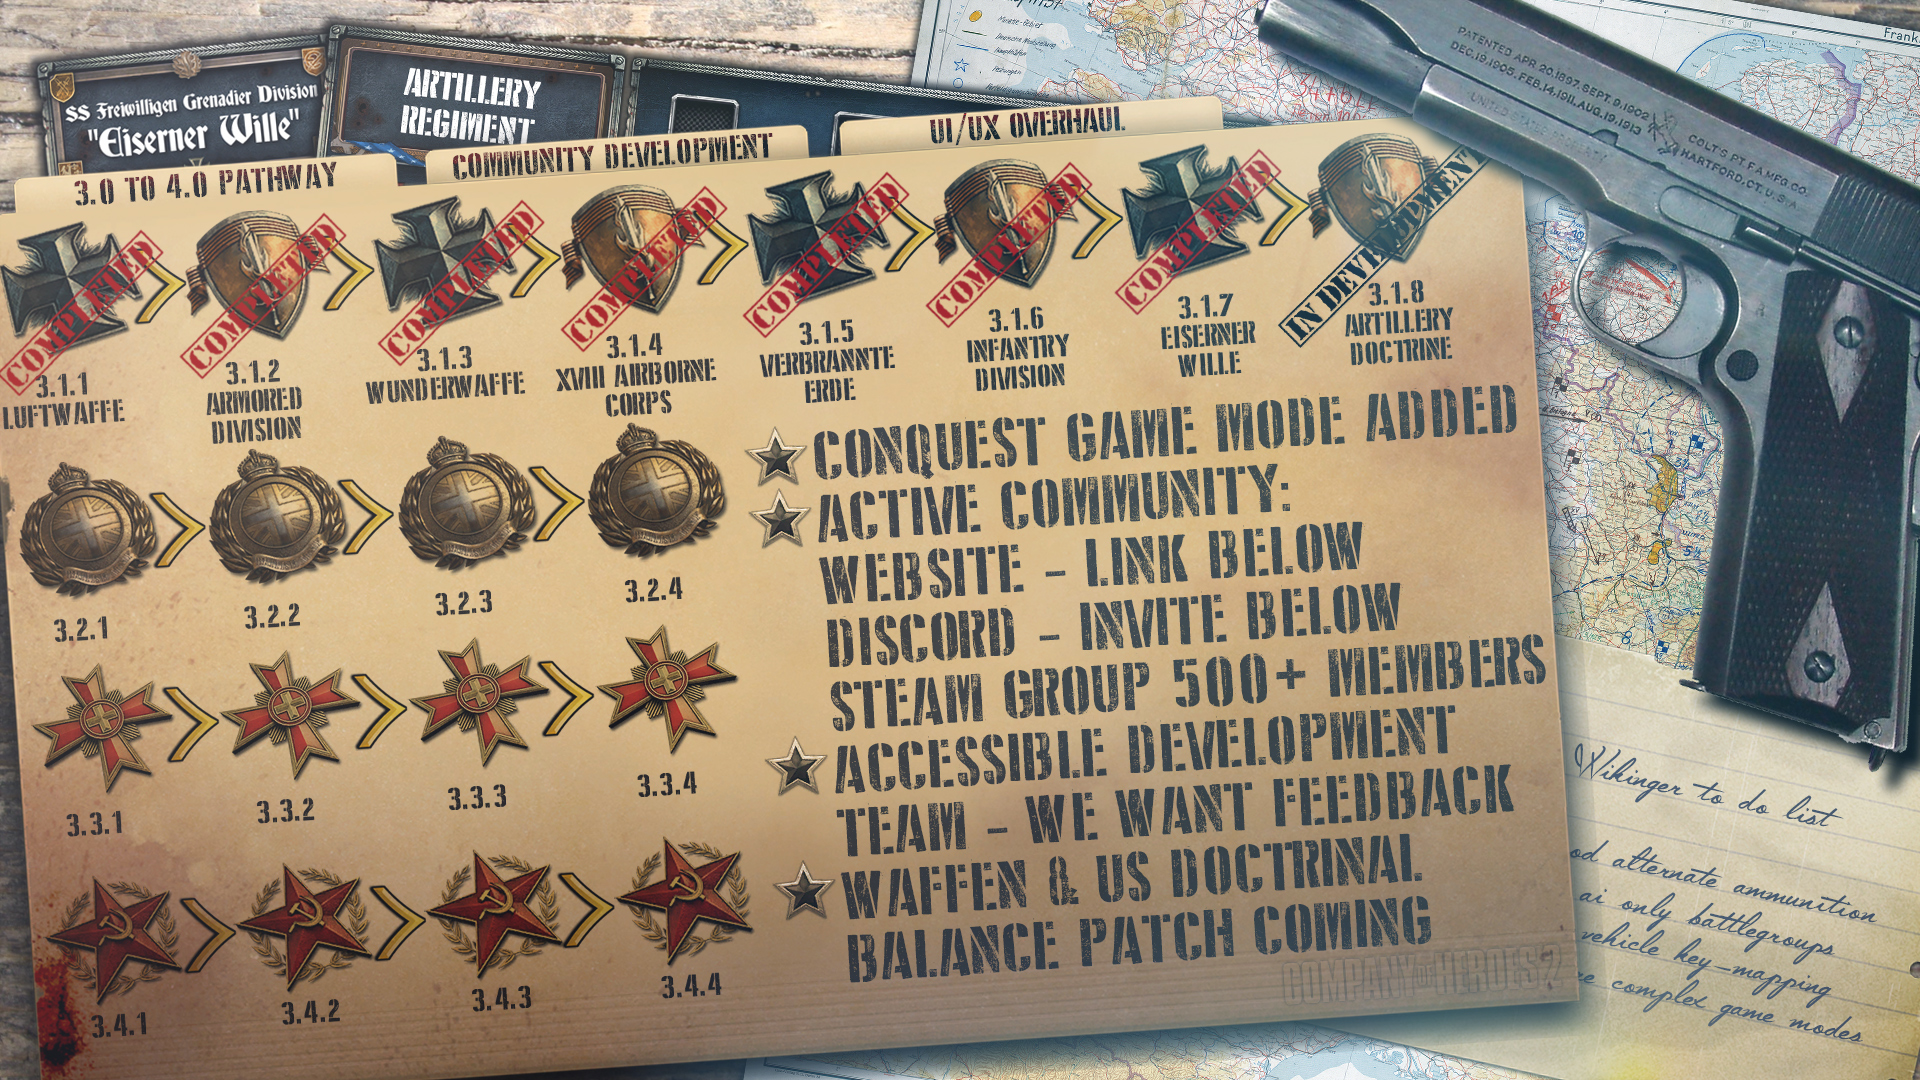 SS Freiwilligen Grenadier Division
"Eiserner Wille"
ARTILLERY
REGIMENT
3.0 TO 4.0 PATHWAY
COMMUNITY DEVELOPMENT
UI/UX OVERHAUL
COMPLETED
COMPLETED
COMPLETED
COMPLETED
COMPLETED
COMPLETED
COMPLETED
IN DEVELOPMENT
3.1.1
LUFTWAFFE
3.1.2
ARMORED
DIVISION
3.1.3
WUNDERWAFFE
3.1.4
XVIII AIRBORNE
CORPS
3.1.5
VERBRANNTE
ERDE
3.1.6
INFANTRY
DIVISION
3.1.7
EISERNER
WILLE
3.1.8
ARTILLERY
DOCTRINE
3.2.1
3.2.2
3.2.3
3.2.4
3.3.1
3.3.2
3.3.3
3.3.4
3.4.1
3.4.2
3.4.3
3.4.4
CONQUEST GAME MODE ADDED
ACTIVE COMMUNITY:
WEBSITE - LINK BELOW
DISCORD - INVITE BELOW
STEAM GROUP 500+ MEMBERS
ACCESSIBLE DEVELOPMENT
TEAM - WE WANT FEEDBACK
WAFFEN & US DOCTRINAL
BALANCE PATCH COMING
COMPANY OF HEROES 2
PATENTED APR.20.1897.SEPT.9.1902
DEC.19.1905.FEB.14.1911.AUG.19.1913
COLT'S PT.F.A.MFG.CO.
HARTFORD,CT.U.S.A
Frank
Wikinger to do list
od alternate ammunition
ai only battlegroups
vehicle key-mapping
re complex game modes